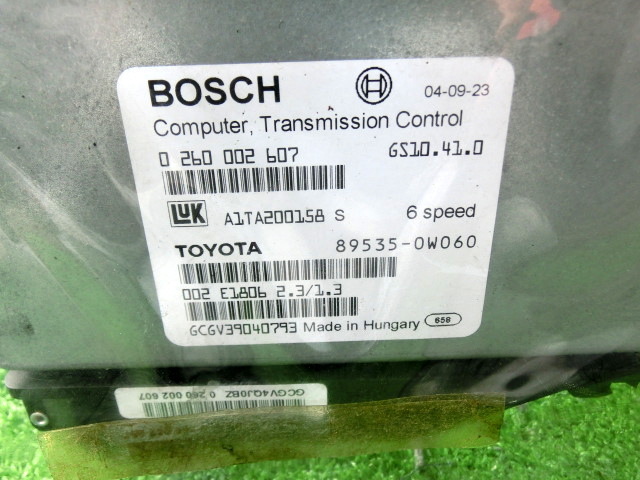 BOSCH 04-09-23
Computer, Transmission Control
0 260 002 607 GS10.41.0
LUK A1TA200158 S 6 speed
TOYOTA 89535-0W060
002 E1806 2.3/1.3
GCGV39040793 Made in Hungary 658
GCGV4QJ0BZ 0 260 002 607